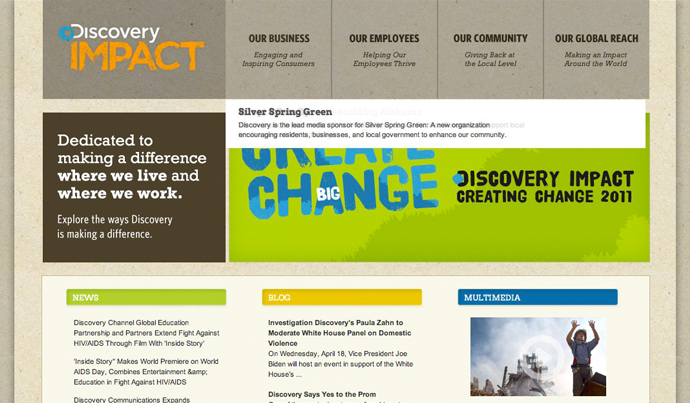 Discovery
IMPACT
OUR BUSINESS
Engaging and
Inspiring Consumers
OUR EMPLOYEES
Helping Our
Employees Thrive
OUR COMMUNITY
Giving Back at
the Local Level
OUR GLOBAL REACH
Making an Impact
Around the World
Silver Spring Green
Discovery is the lead media sponsor for Silver Spring Green: A new organization
encouraging residents, businesses, and local government to enhance our community.
Dedicated to
making a difference
where we live and
where we work.
Explore the ways Discovery
is making a difference.
CREATE
BIG
CHANGE
DISCOVERY IMPACT
CREATING CHANGE 2011
NEWS
Discovery Channel Global Education
Partnership and Partners Extend Fight Against
HIV/AIDS Through Film With 'Inside Story'
'Inside Story" Makes World Premiere on World
AIDS Day, Combines Entertainment &amp;
Education in Fight Against HIV/AIDS
Discovery Communications Expands
BLOG
Investigation Discovery's Paula Zahn to
Moderate White House Panel on Domestic
Violence
On Wednesday, April 18, Vice President Joe
Biden will host an event in support of the White
House's ...
Discovery Says Yes to the Prom
MULTIMEDIA